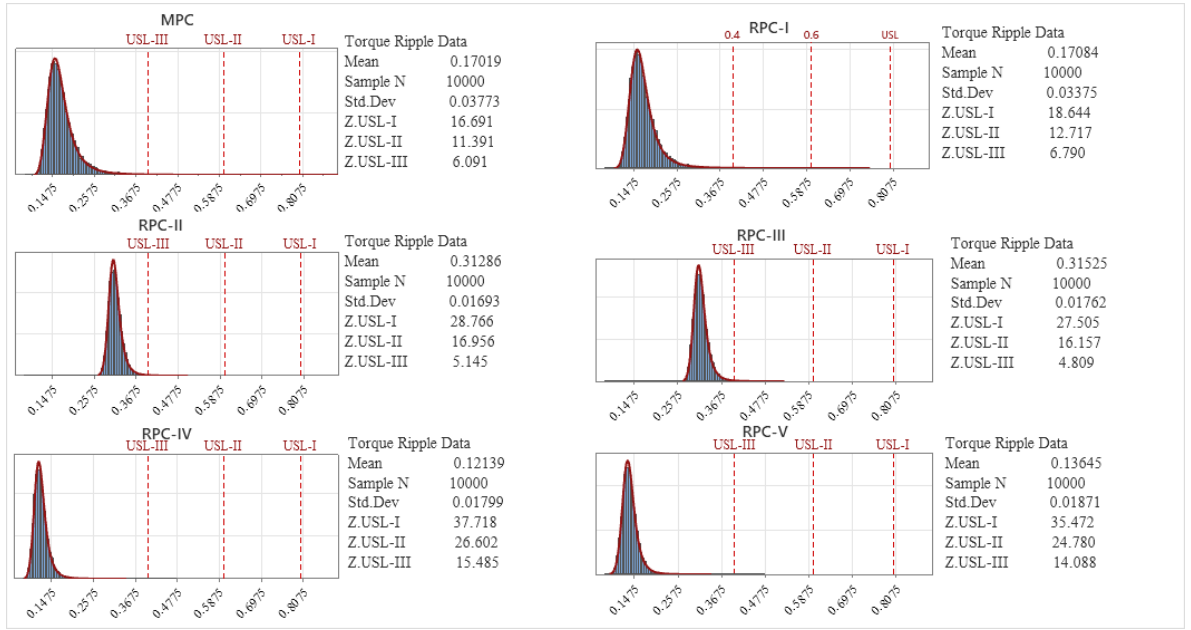 MPC
USL-III USL-II USL-I
Torque Ripple Data
Mean 0.17019
Sample N 10000
Std.Dev 0.03773
Z.USL-I 16.691
Z.USL-II 11.391
Z.USL-III 6.091
0.1475 0.2575 0.3675 0.4775 0.5875 0.6975 0.8075
RPC-I
0.4 0.6 USL
Torque Ripple Data
Mean 0.17084
Sample N 10000
Std.Dev 0.03375
Z.USL-I 18.644
Z.USL-II 12.717
Z.USL-III 6.790
0.1475 0.2575 0.3675 0.4775 0.5875 0.6975 0.8075
RPC-II
USL-III USL-II USL-I
Torque Ripple Data
Mean 0.31286
Sample N 10000
Std.Dev 0.01693
Z.USL-I 28.766
Z.USL-II 16.956
Z.USL-III 5.145
0.1475 0.2575 0.3675 0.4775 0.5875 0.6975 0.8075
RPC-III
USL-III USL-II USL-I
Torque Ripple Data
Mean 0.31525
Sample N 10000
Std.Dev 0.01762
Z.USL-I 27.505
Z.USL-II 16.157
Z.USL-III 4.809
0.1475 0.2575 0.3675 0.4775 0.5875 0.6975 0.8075
RPC-IV
USL-III USL-II USL-I
Torque Ripple Data
Mean 0.12139
Sample N 10000
Std.Dev 0.01799
Z.USL-I 37.718
Z.USL-II 26.602
Z.USL-III 15.485
0.1475 0.2575 0.3675 0.4775 0.5875 0.6975 0.8075
RPC-V
USL-III USL-II USL-I
Torque Ripple Data
Mean 0.13645
Sample N 10000
Std.Dev 0.01871
Z.USL-I 35.472
Z.USL-II 24.780
Z.USL-III 14.088
0.1475 0.2575 0.3675 0.4775 0.5875 0.6975 0.8075